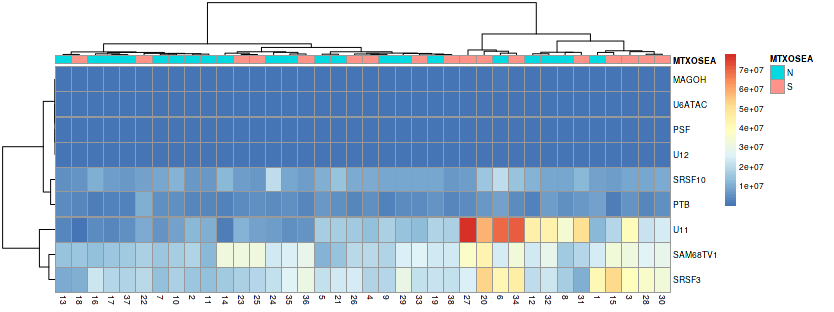 MTXOSEA
MAGOH
U6ATAC
PSF
U12
SRSF10
PTB
U11
SAM68TV1
SRSF3
13 18 16 17 37 22 7 10 2 11 14 23 25 24 35 36 5 21 26 4 9 29 33 19 38 27 20 6 34 12 32 8 31 1 15 3 28 30
7e+07
6e+07
5e+07
4e+07
3e+07
2e+07
1e+07
MTXOSEA
N
S